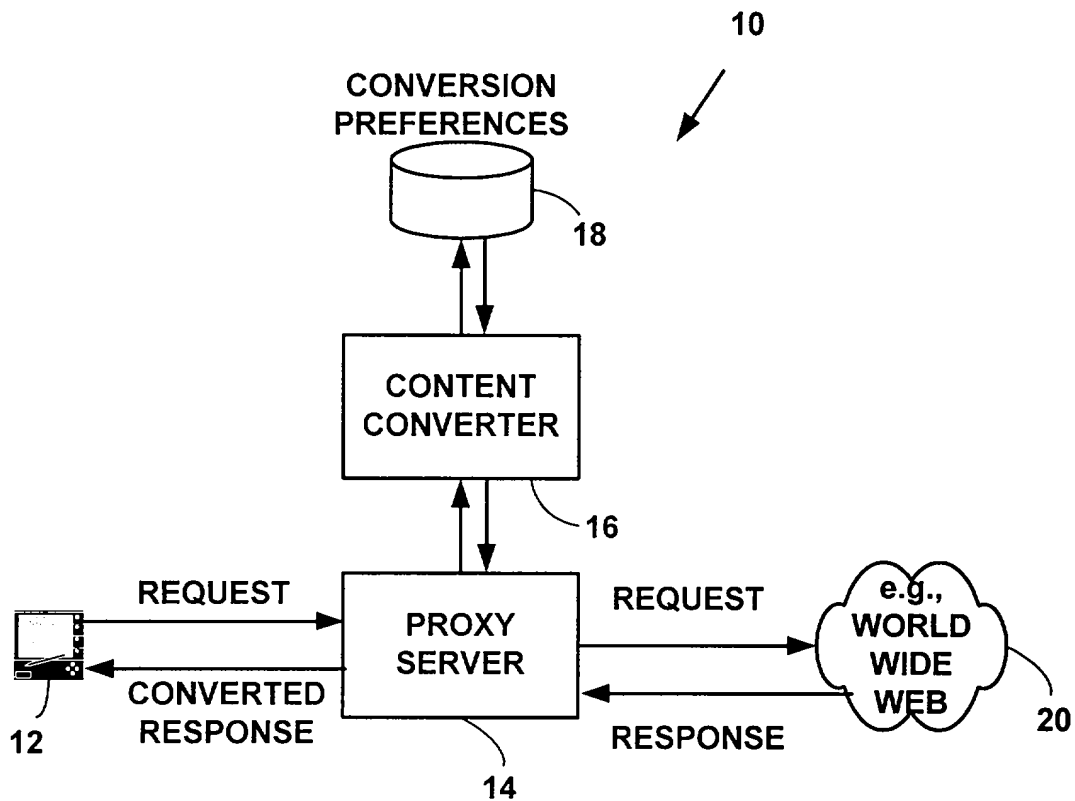 10
CONVERSION
PREFERENCES
18
CONTENT
CONVERTER
16
REQUEST
PROXY
SERVER
REQUEST
e.g.,
WORLD
WIDE
WEB
CONVERTED
RESPONSE
RESPONSE
12
14
20